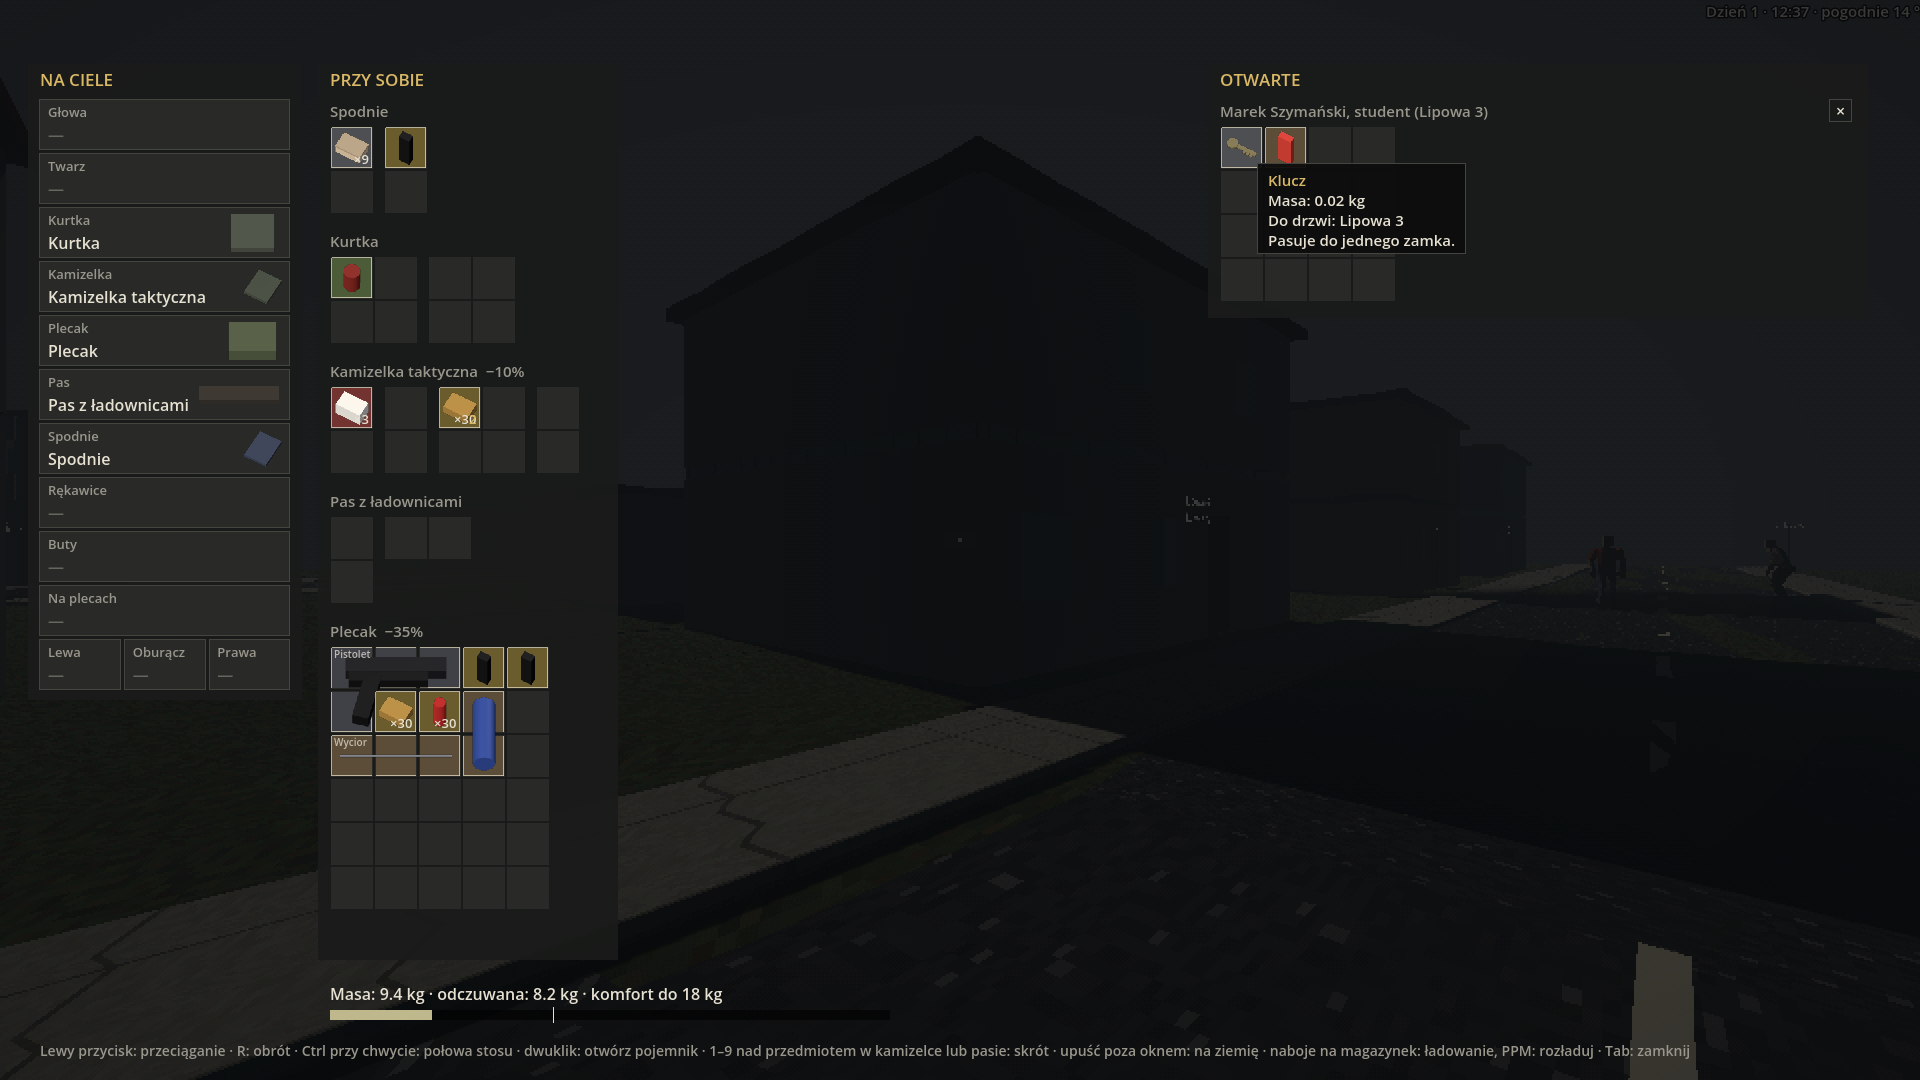 Dzień 1 · 12:37 · pogodnie 14 °
NA CIELE
Głowa
—
Twarz
—
Kurtka
Kurtka
Kamizelka
Kamizelka taktyczna
Plecak
Plecak
Pas
Pas z ładownicami
Spodnie
Spodnie
Rękawice
—
Buty
—
Na plecach
—
Lewa
—
Oburącz
—
Prawa
—
PRZY SOBIE
Spodnie
×9
Kurtka
Kamizelka taktyczna −10%
3
×30
Pas z ładownicami
Plecak −35%
Pistolet
×30
×30
Wycior
OTWARTE
Marek Szymański, student (Lipowa 3)
×
Klucz
Masa: 0.02 kg
Do drzwi: Lipowa 3
Pasuje do jednego zamka.
Masa: 9.4 kg · odczuwana: 8.2 kg · komfort do 18 kg
Lewy przycisk: przeciąganie · R: obrót · Ctrl przy chwycie: połowa stosu · dwuklik: otwórz pojemnik · 1–9 nad przedmiotem w kamizelce lub pasie: skrót · upuść poza oknem: na ziemię · naboje na magazynek: ładowanie, PPM: rozładuj · Tab: zamknij